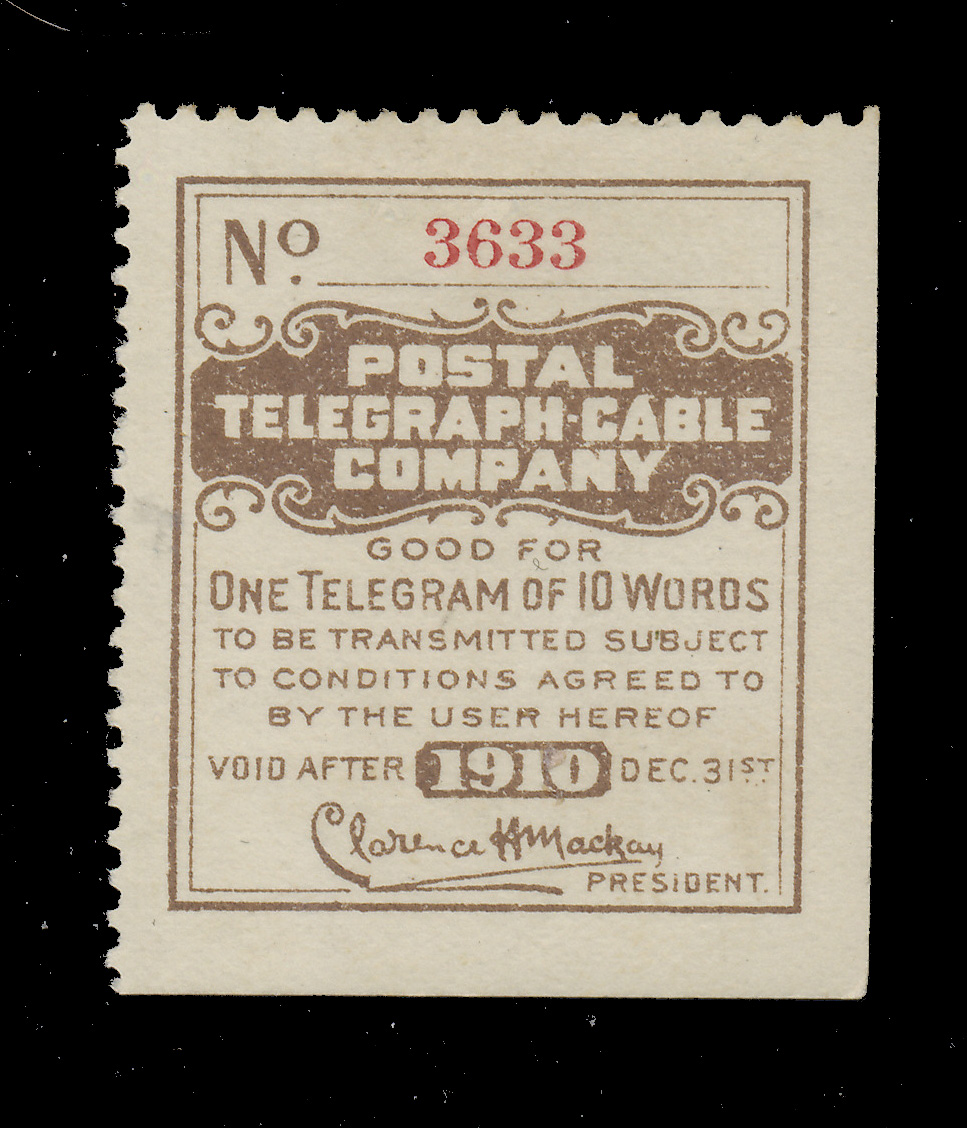 No. 3633
POSTAL
TELEGRAPH-CABLE
COMPANY
GOOD FOR
ONE TELEGRAM OF 10 WORDS
TO BE TRANSMITTED SUBJECT
TO CONDITIONS AGREED TO
BY THE USER HEREOF
VOID AFTER 1910 DEC. 31ST
Clarence H Mackay
PRESIDENT.